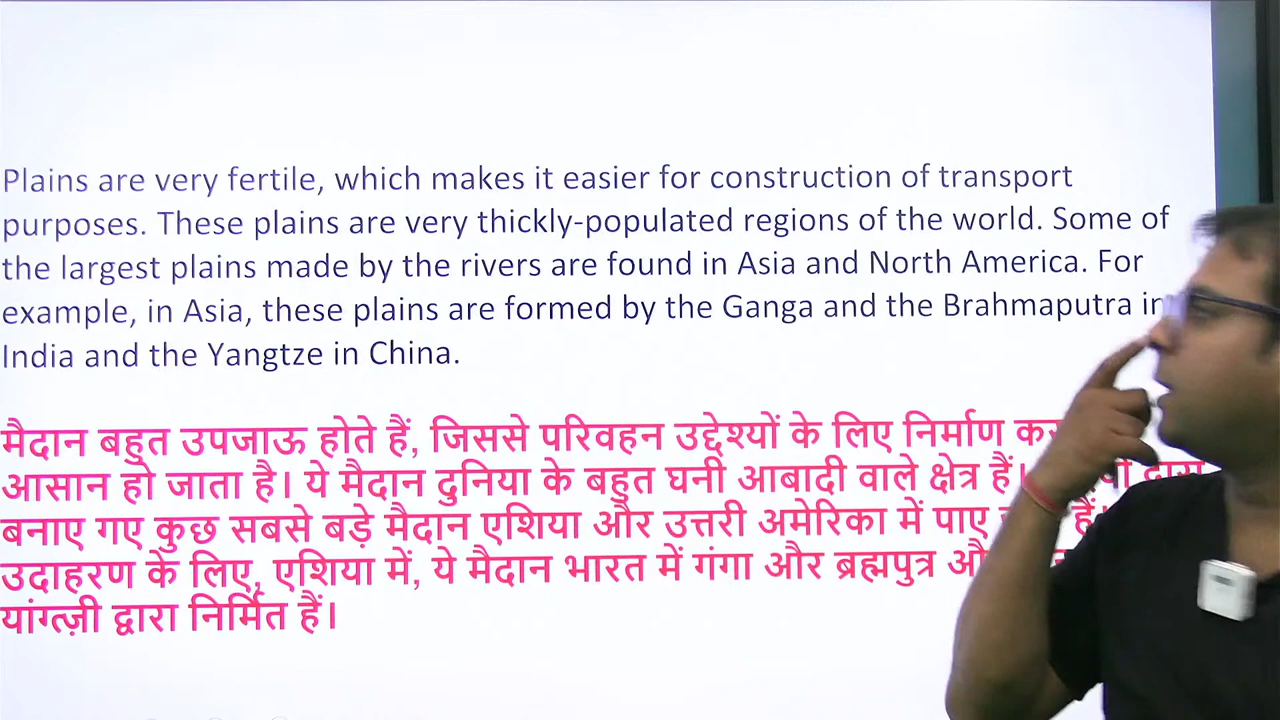 Plains are very fertile, which makes it easier for construction of transport
purposes. These plains are very thickly-populated regions of the world. Some of
the largest plains made by the rivers are found in Asia and North America. For
example, in Asia, these plains are formed by the Ganga and the Brahmaputra in
India and the Yangtze in China.
मैदान बहुत उपजाऊ होते हैं, जिससे परिवहन उद्देश्यों के लिए निर्माण
आसान हो जाता है। ये मैदान दुनिया के बहुत घनी आबादी वाले क्षेत्र हैं।
बनाए गए कुछ सबसे बड़े मैदान एशिया और उत्तरी अमेरिका में पाए हैं।
उदाहरण के लिए, एशिया में, ये मैदान भारत में गंगा और ब्रह्मपुत्र
यांग्त्ज़ी द्वारा निर्मित हैं।